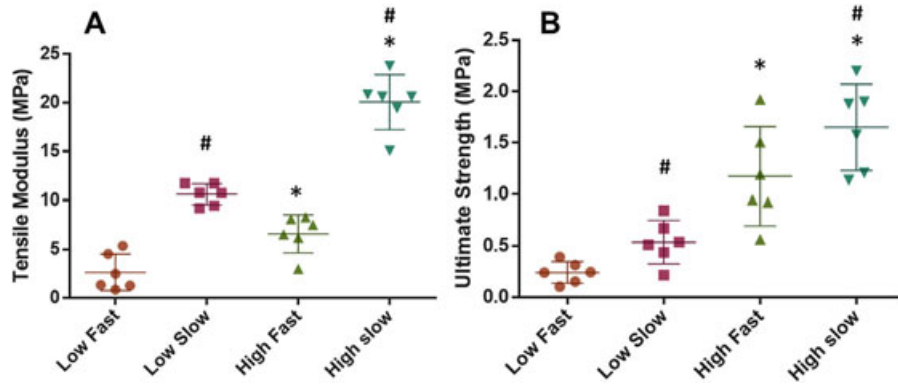 A
Tensile Modulus (MPa)
25
20
15
10
5
0
#
*
#
*
Low Fast
Low Slow
High Fast
High slow
B
Ultimate Strength (MPa)
2.5
2.0
1.5
1.0
0.5
0.0
#
*
#
*
Low Fast
Low Slow
High Fast
High slow